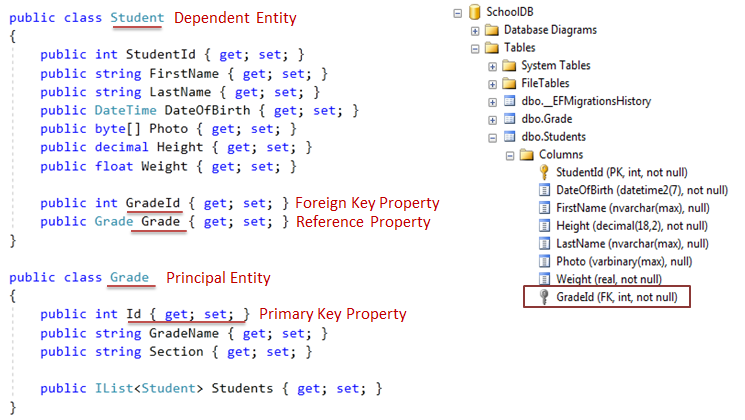 public class Student Dependent Entity
{
public int StudentId { get; set; }
public string FirstName { get; set; }
public string LastName { get; set; }
public DateTime DateOfBirth { get; set; }
public byte[] Photo { get; set; }
public decimal Height { get; set; }
public float Weight { get; set; }
public int GradeId { get; set; } Foreign Key Property
public Grade Grade { get; set; } Reference Property
}
public class Grade Principal Entity
{
public int Id { get; set; } Primary Key Property
public string GradeName { get; set; }
public string Section { get; set; }
public IList<Student> Students { get; set; }
}
SchoolDB
Database Diagrams
Tables
System Tables
FileTables
dbo.__EFMigrationsHistory
dbo.Grade
dbo.Students
Columns
StudentId (PK, int, not null)
DateOfBirth (datetime2(7), not null)
FirstName (nvarchar(max), null)
Height (decimal(18,2), not null)
LastName (nvarchar(max), null)
Photo (varbinary(max), null)
Weight (real, not null)
GradeId (FK, int, not null)